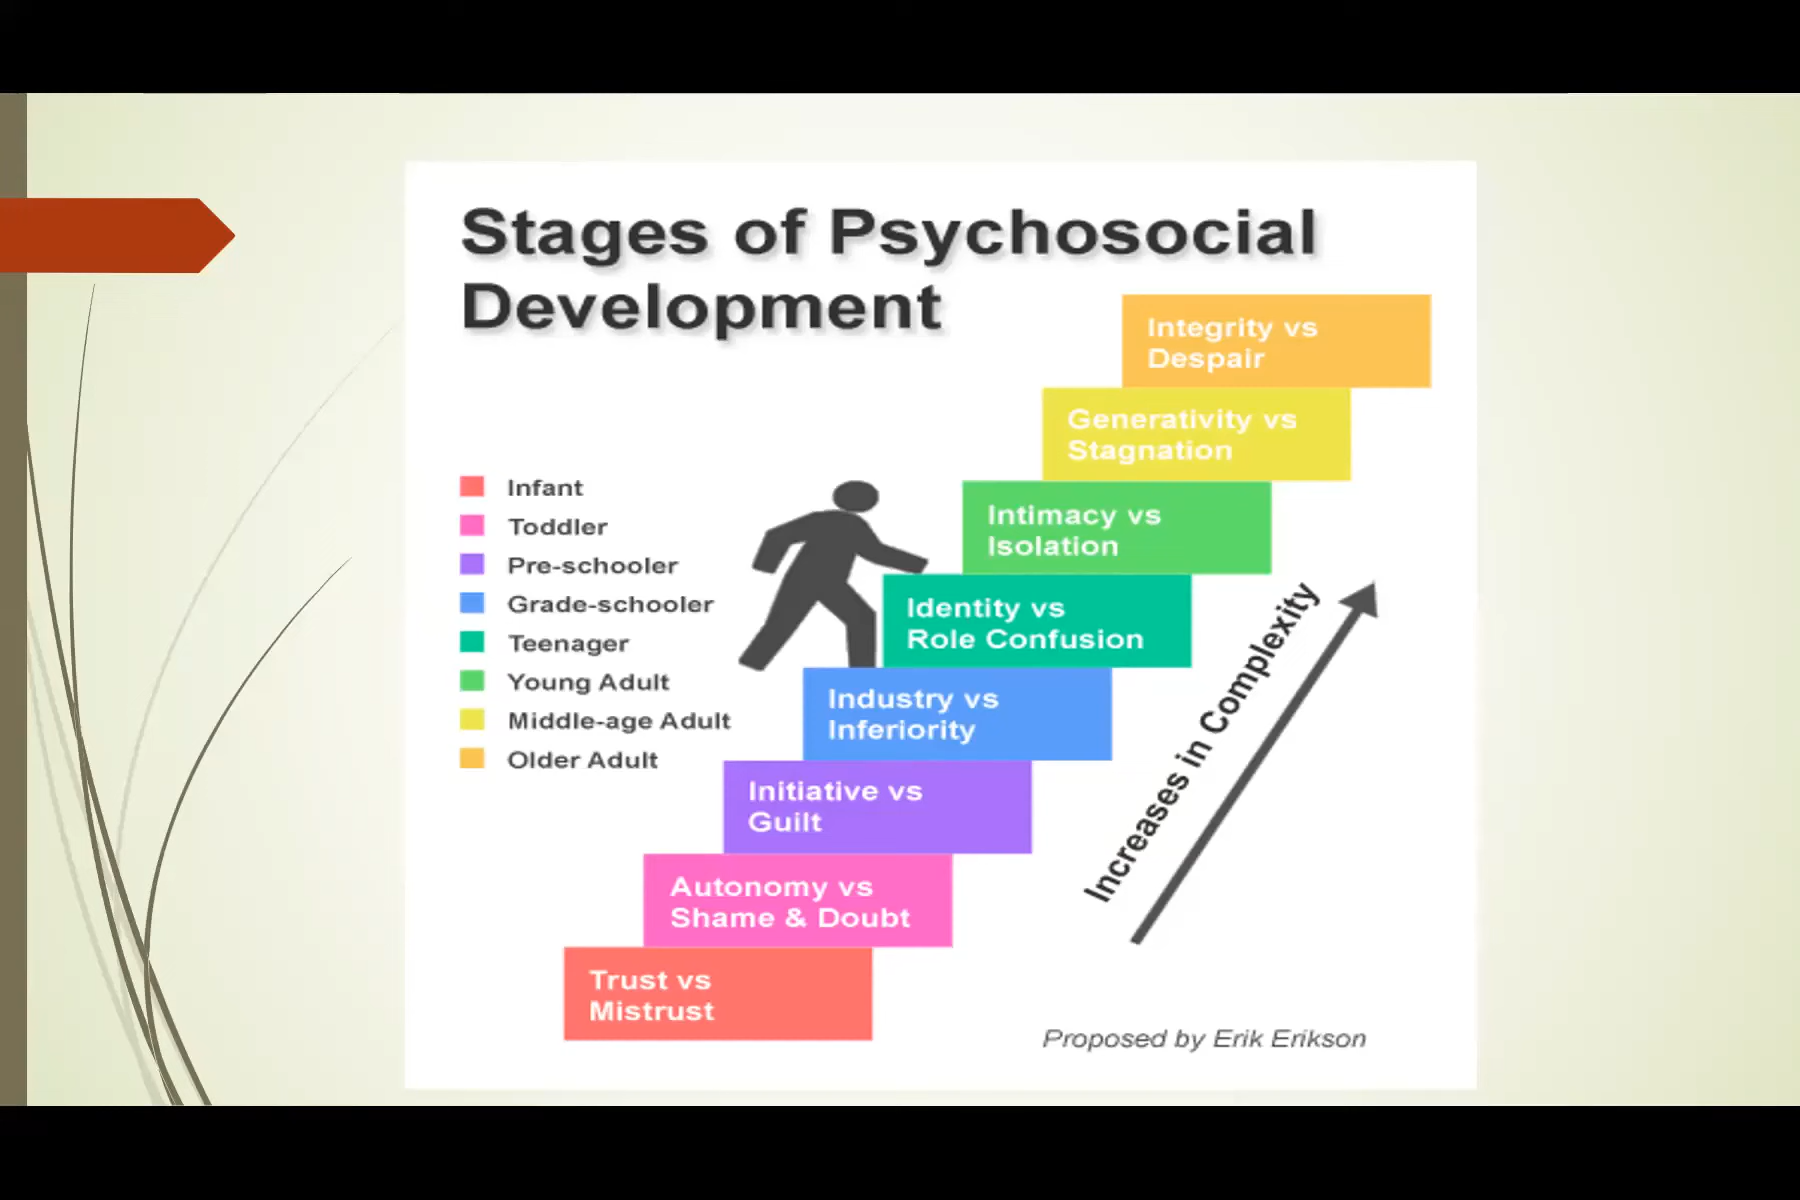 Stages of Psychosocial
Development
Integrity vs
Despair
Generativity vs
Stagnation
Intimacy vs
Isolation
Identity vs
Role Confusion
Industry vs
Inferiority
Initiative vs
Guilt
Autonomy vs
Shame & Doubt
Trust vs
Mistrust
Infant
Toddler
Pre-schooler
Grade-schooler
Teenager
Young Adult
Middle-age Adult
Older Adult
Increases in Complexity
Proposed by Erik Erikson